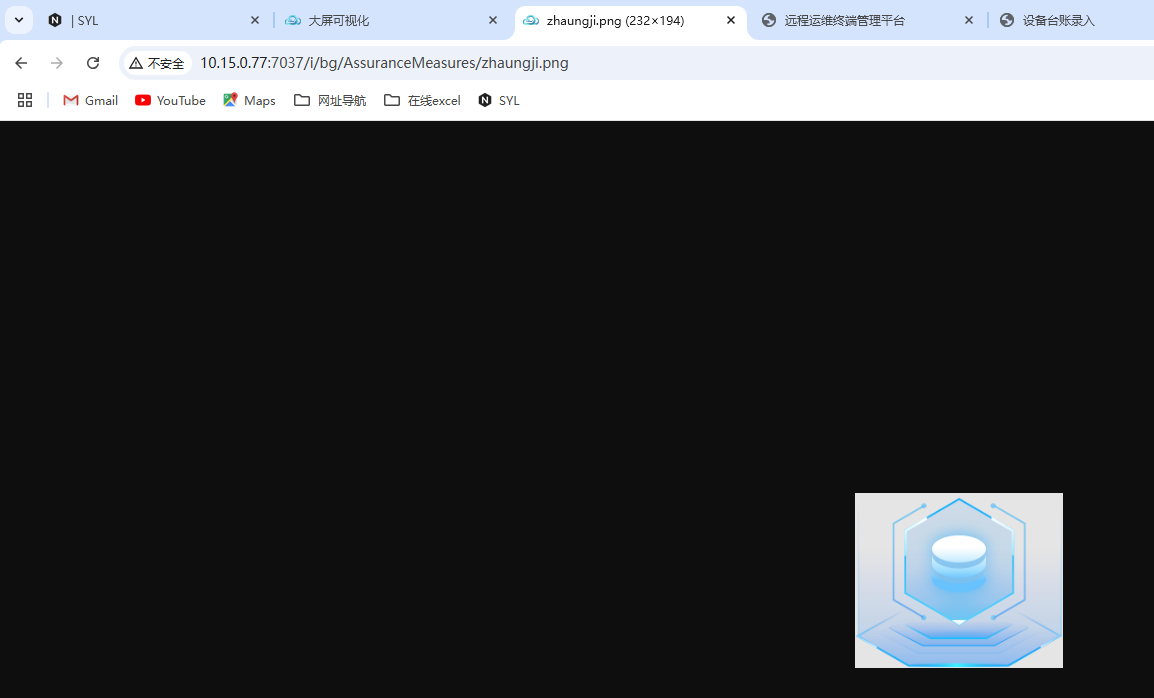 | SYL
大屏可视化
zhaungji.png (232×194)
远程运维终端管理平台
设备台账录入
不安全
10.15.0.77:7037/i/bg/AssuranceMeasures/zhaungji.png
Gmail
YouTube
Maps
网址导航
在线excel
SYL